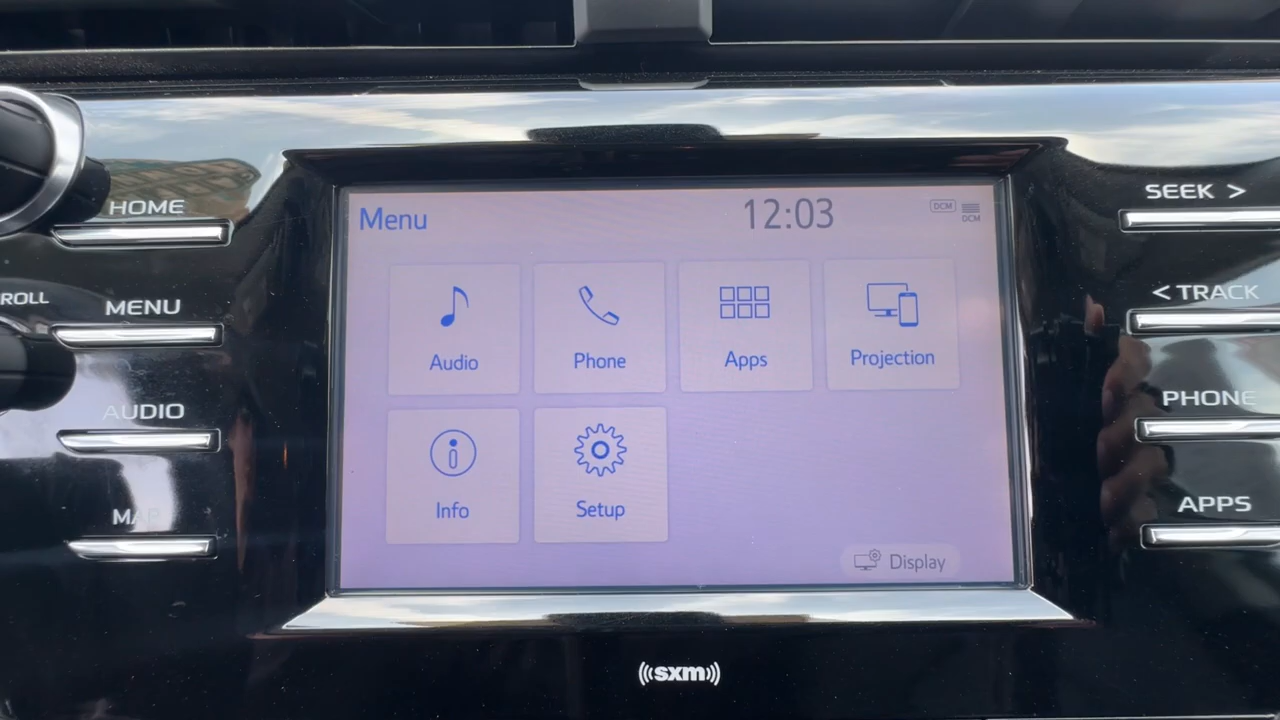 HOME
ROLL
MENU
AUDIO
MAP
Menu
12:03
DCM
DCM
Audio
Phone
Apps
Projection
Info
Setup
Display
SEEK >
< TRACK
PHONE
APPS
((sxm))